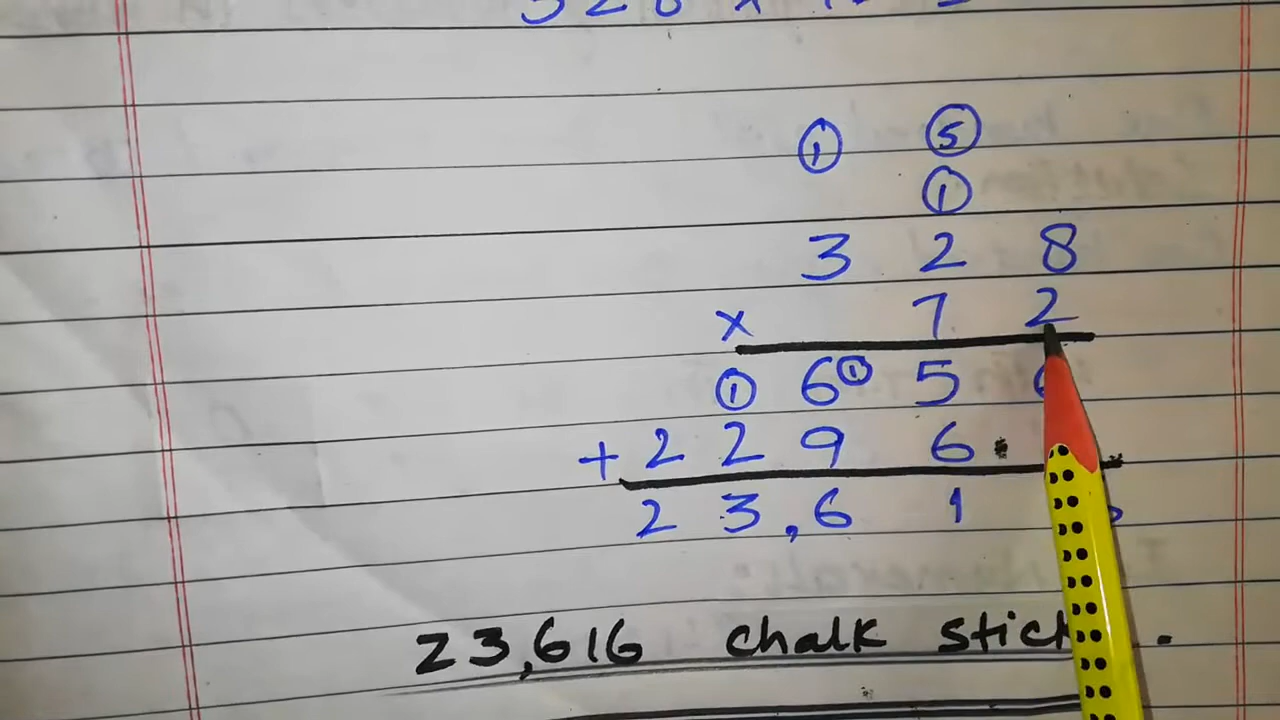 ① ⑤
①
3 2 8
x 7 2
① 6 ① 5
+ 2 2 9 6 .
2 3 , 6 1
23,616 chalk